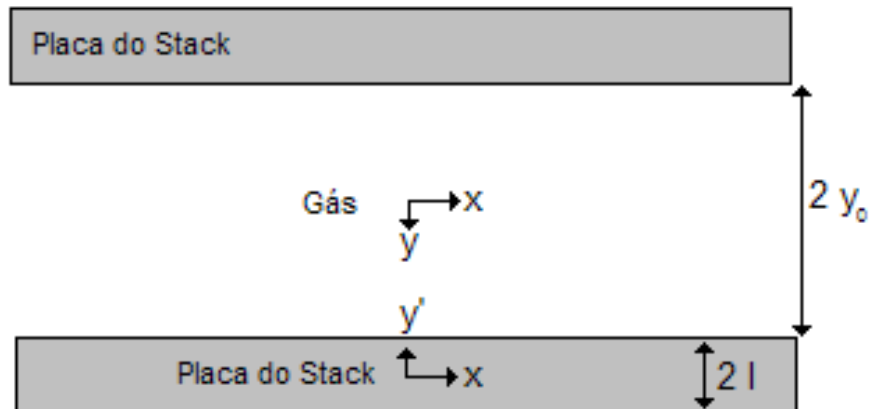 Placa do Stack
Gás
x
y
2 y₀
y'
Placa do Stack
x
2 l